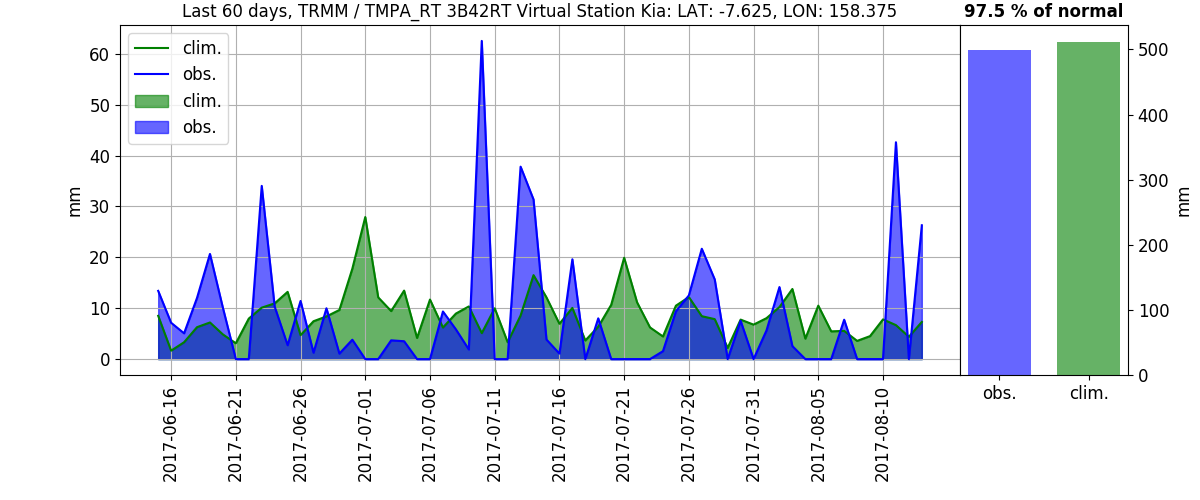 Last 60 days, TRMM / TMPA_RT 3B42RT Virtual Station Kia: LAT: -7.625, LON: 158.375
97.5 % of normal
clim.
obs.
clim.
obs.
60
50
40
30
20
10
0
mm
2017-06-16
2017-06-21
2017-06-26
2017-07-01
2017-07-06
2017-07-11
2017-07-16
2017-07-21
2017-07-26
2017-07-31
2017-08-05
2017-08-10
500
400
300
200
100
0
mm
obs.
clim.